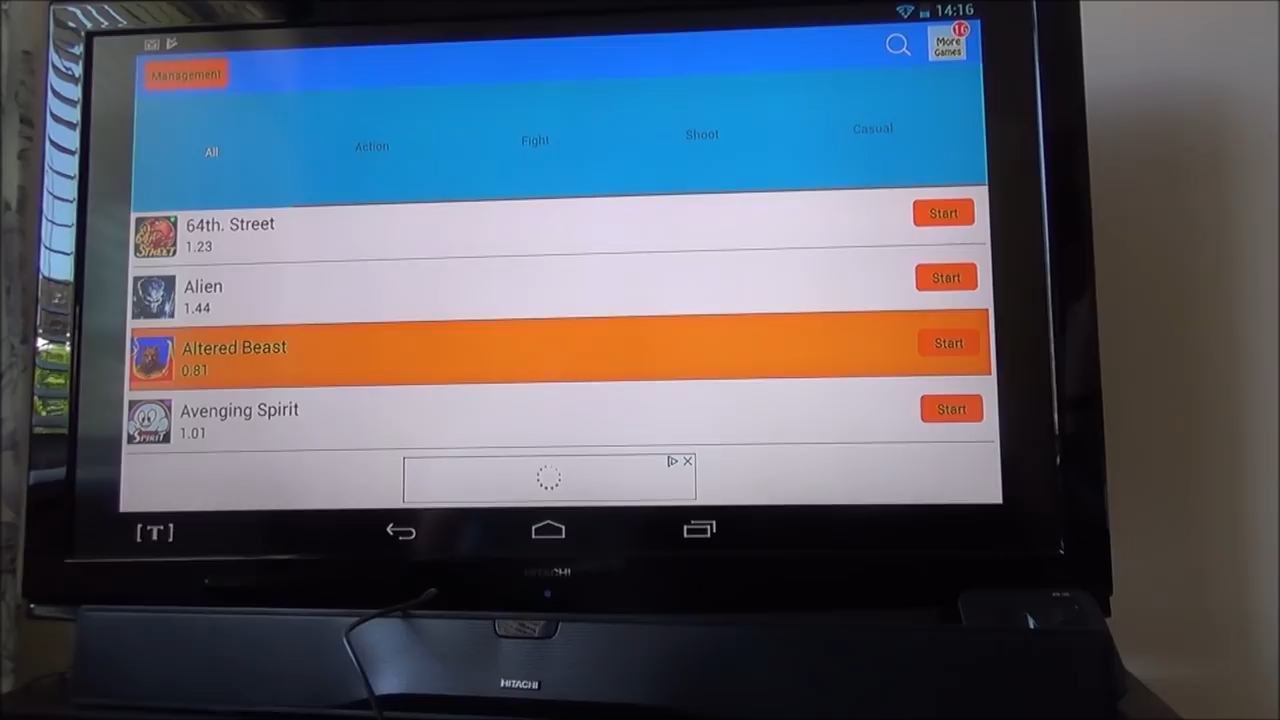 14:16
16
More
Games
Management
All
Action
Fight
Shoot
Casual
64th. Street
1.23
Start
Alien
1.44
Start
Altered Beast
0.81
Start
SPIRIT
Avenging Spirit
1.01
Start
[T]
HITACHI
HITACHI